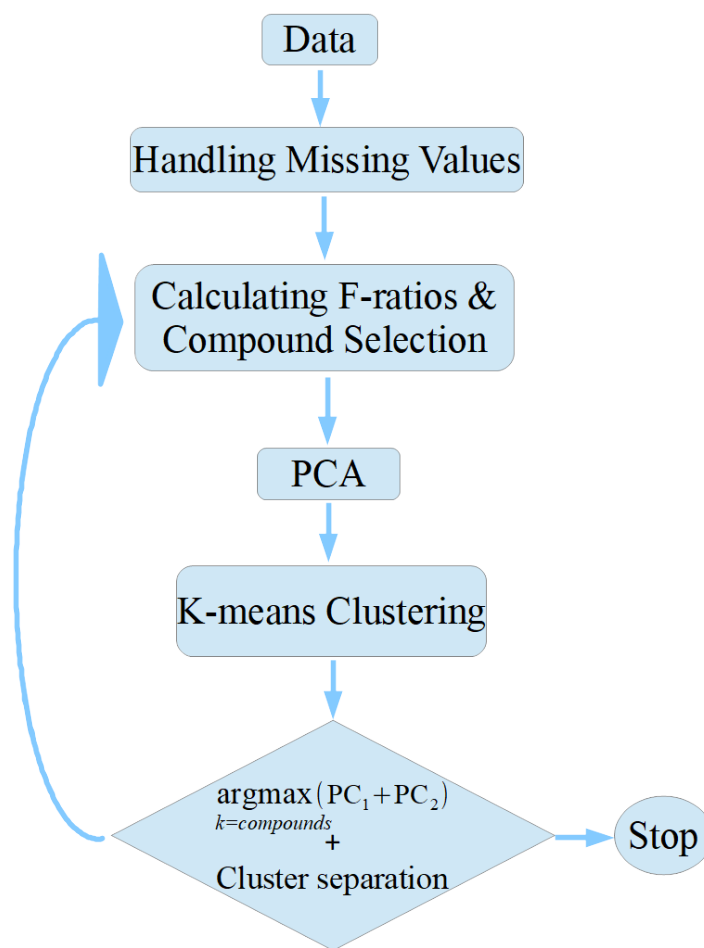 Data
Handling Missing Values
Calculating F-ratios &
Compound Selection
PCA
K-means Clustering
argmax(PC₁+PC₂)
k=compounds
+
Cluster separation
Stop